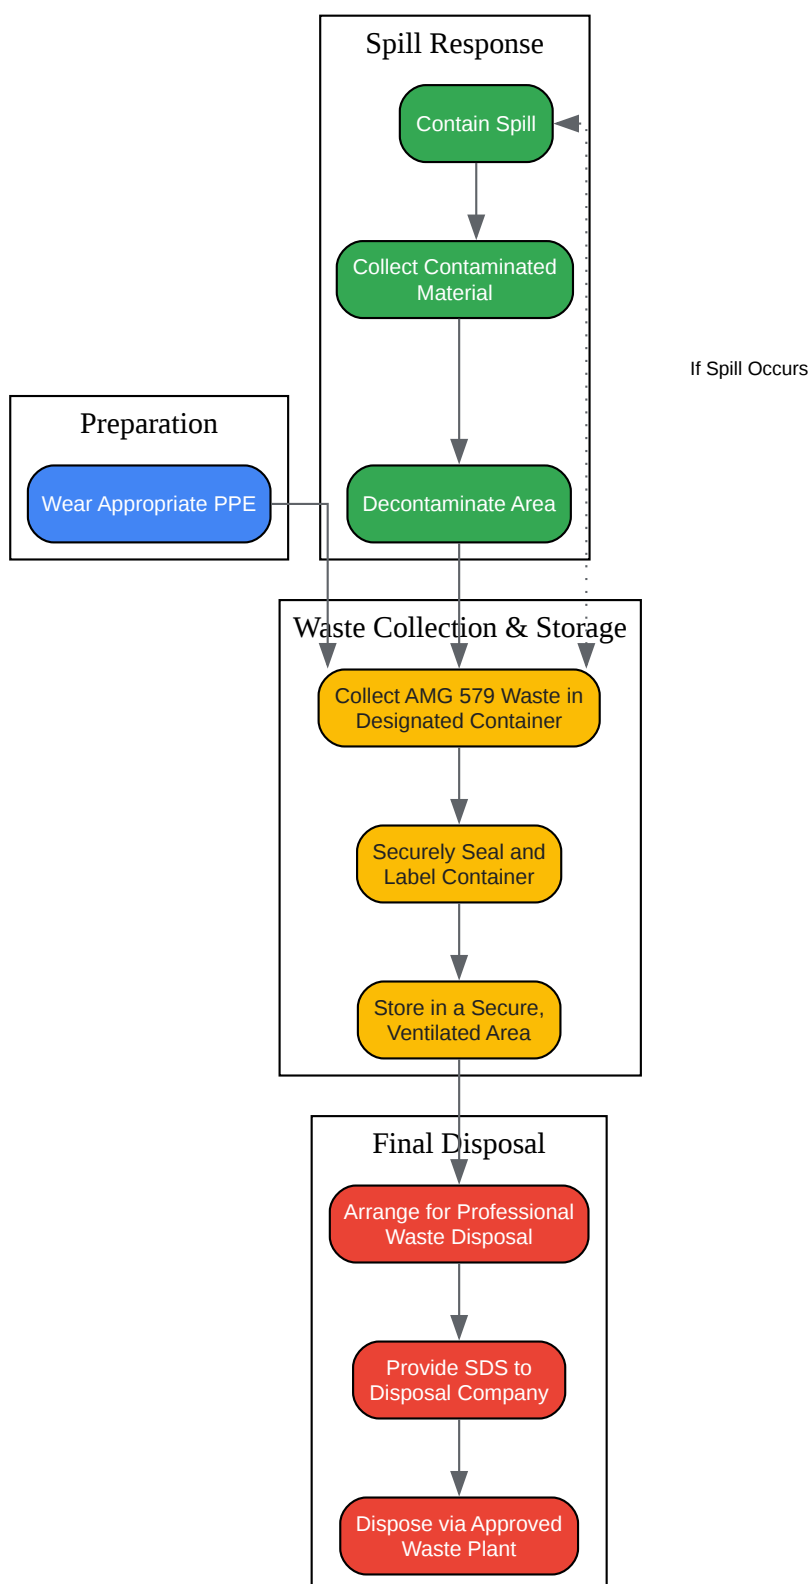 Spill Response
Contain Spill
Collect Contaminated
Material
If Spill Occurs
Preparation
Wear Appropriate PPE
Decontaminate Area
Waste Collection & Storage
Collect AMG 579 Waste in
Designated Container
Securely Seal and
Label Container
Store in a Secure,
Ventilated Area
Final Disposal
Arrange for Professional
Waste Disposal
Provide SDS to
Disposal Company
Dispose via Approved
Waste Plant